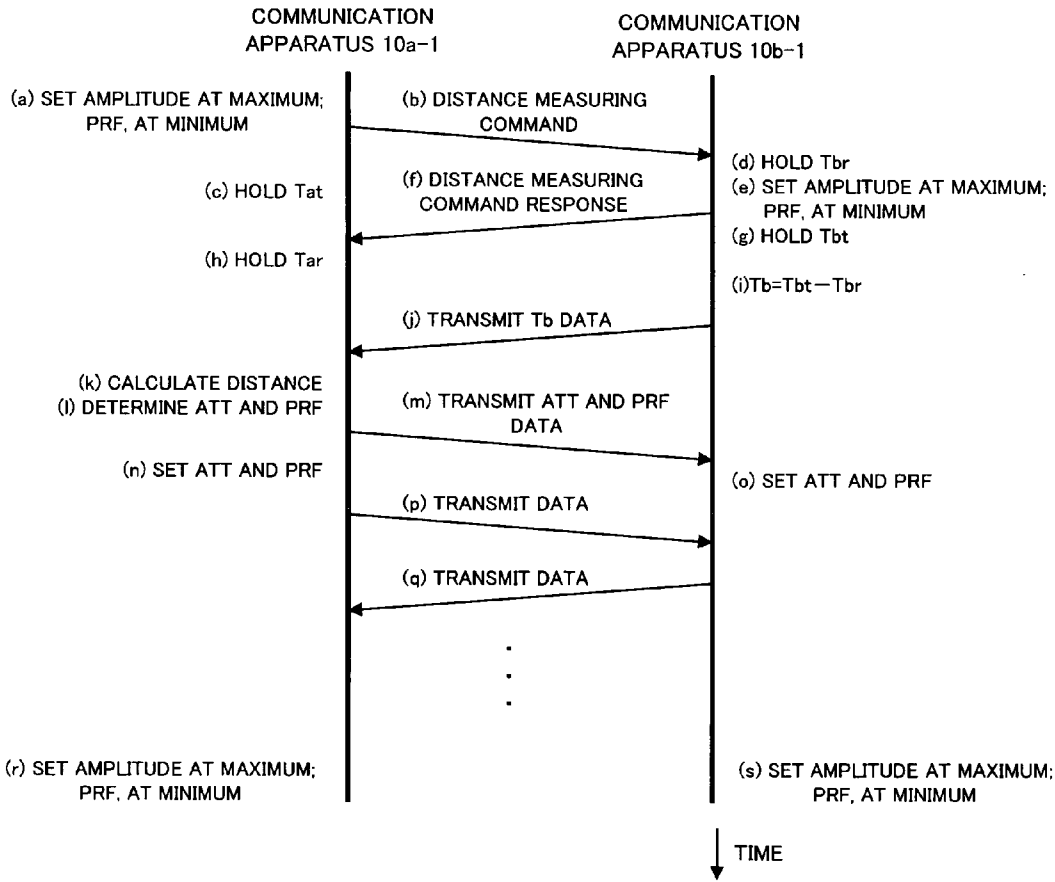 COMMUNICATION
APPARATUS 10a-1
COMMUNICATION
APPARATUS 10b-1
(a) SET AMPLITUDE AT MAXIMUM;
PRF, AT MINIMUM
(b) DISTANCE MEASURING
COMMAND
(c) HOLD Tat
(d) HOLD Tbr
(e) SET AMPLITUDE AT MAXIMUM;
PRF, AT MINIMUM
(f) DISTANCE MEASURING
COMMAND RESPONSE
(g) HOLD Tbt
(h) HOLD Tar
(i)Tb=Tbt—Tbr
(j) TRANSMIT Tb DATA
(k) CALCULATE DISTANCE
(l) DETERMINE ATT AND PRF
(m) TRANSMIT ATT AND PRF
DATA
(n) SET ATT AND PRF
(o) SET ATT AND PRF
(p) TRANSMIT DATA
(q) TRANSMIT DATA
(r) SET AMPLITUDE AT MAXIMUM;
PRF, AT MINIMUM
(s) SET AMPLITUDE AT MAXIMUM;
PRF, AT MINIMUM
TIME